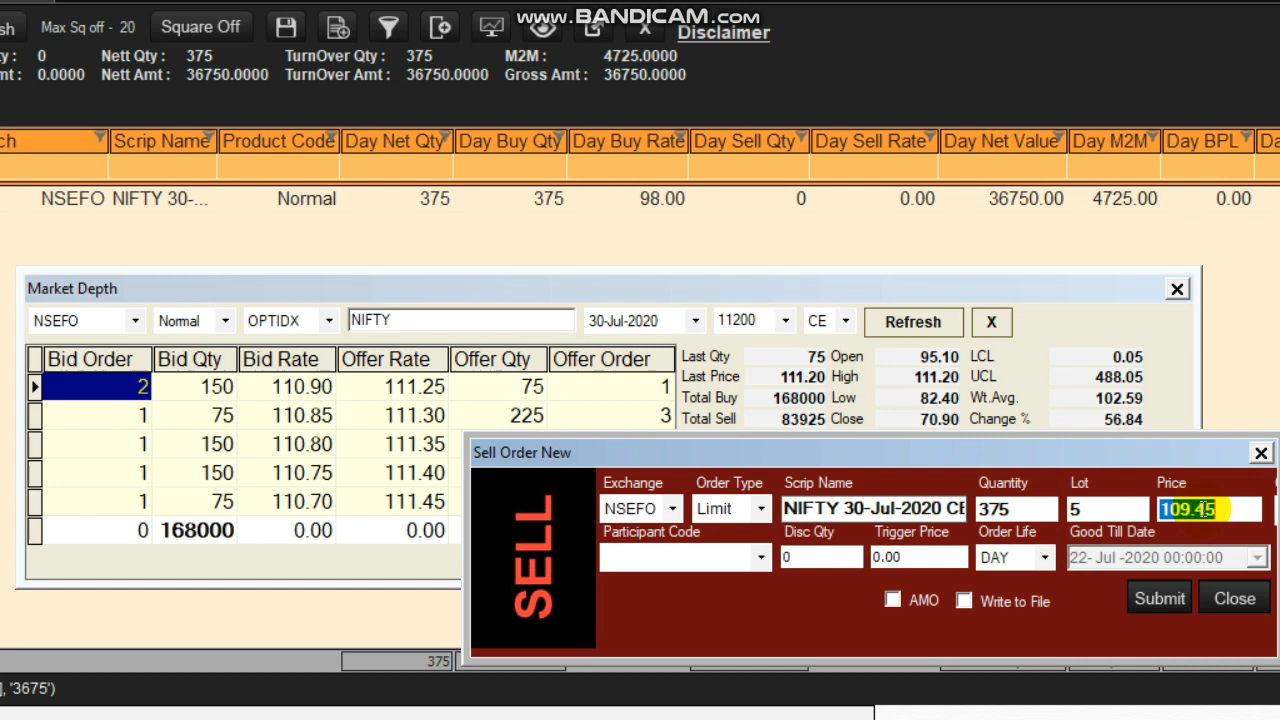 www.BANDICAM.com
sh Max Sq off - 20 Square Off X Disclaimer
ty : 0 Nett Qty : 375 TurnOver Qty : 375 M2M : 4725.0000
mt : 0.0000 Nett Amt : 36750.0000 TurnOver Amt : 36750.0000 Gross Amt : 36750.0000
ch Scrip Name Product Code Day Net Qty Day Buy Qty Day Buy Rate Day Sell Qty Day Sell Rate Day Net Value Day M2M Day BPL Da
NSEFO NIFTY 30-... Normal 375 375 98.00 0 0.00 36750.00 4725.00 0.00
Market Depth
NSEFO Normal OPTIDX NIFTY 30-Jul-2020 11200 CE Refresh X
Bid Order Bid Qty Bid Rate Offer Rate Offer Qty Offer Order
2 150 110.90 111.25 75 1
1 75 110.85 111.30 225 3
1 150 110.80 111.35
1 150 110.75 111.40
1 75 110.70 111.45
0 168000 0.00 0.00
Last Qty 75 Open 95.10 LCL 0.05
Last Price 111.20 High 111.20 UCL 488.05
Total Buy 168000 Low 82.40 Wt.Avg. 102.59
Total Sell 83925 Close 70.90 Change % 56.84
Sell Order New
SELL
Exchange Order Type Scrip Name Quantity Lot Price
NSEFO Limit NIFTY 30-Jul-2020 CE 375 5 109.45
Participant Code Disc Qty Trigger Price Order Life Good Till Date
0 0.00 DAY 22- Jul -2020 00:00:00
AMO Write to File Submit Close
375
], '3675')